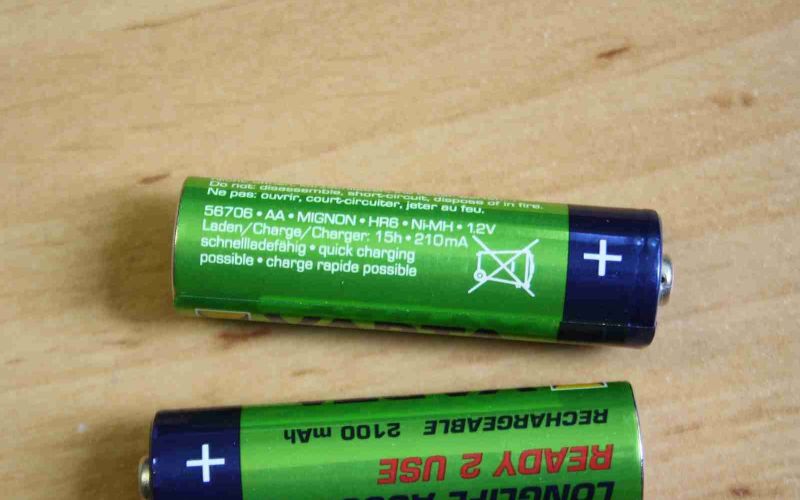 Do not: disassemble, short-circuit, dispose of in fire.
Ne pas: ouvrir, court-circuiter, jeter au feu.
56706 • AA • MIGNON • HR6 • Ni-MH • 1.2V
Laden/Charge/Charger: 15h • 210mA
schnellladefähig • quick charging
possible • charge rapide possible
+
+
RECHARGEABLE 2100 mAh
READY 2 USE
LONGLIFE